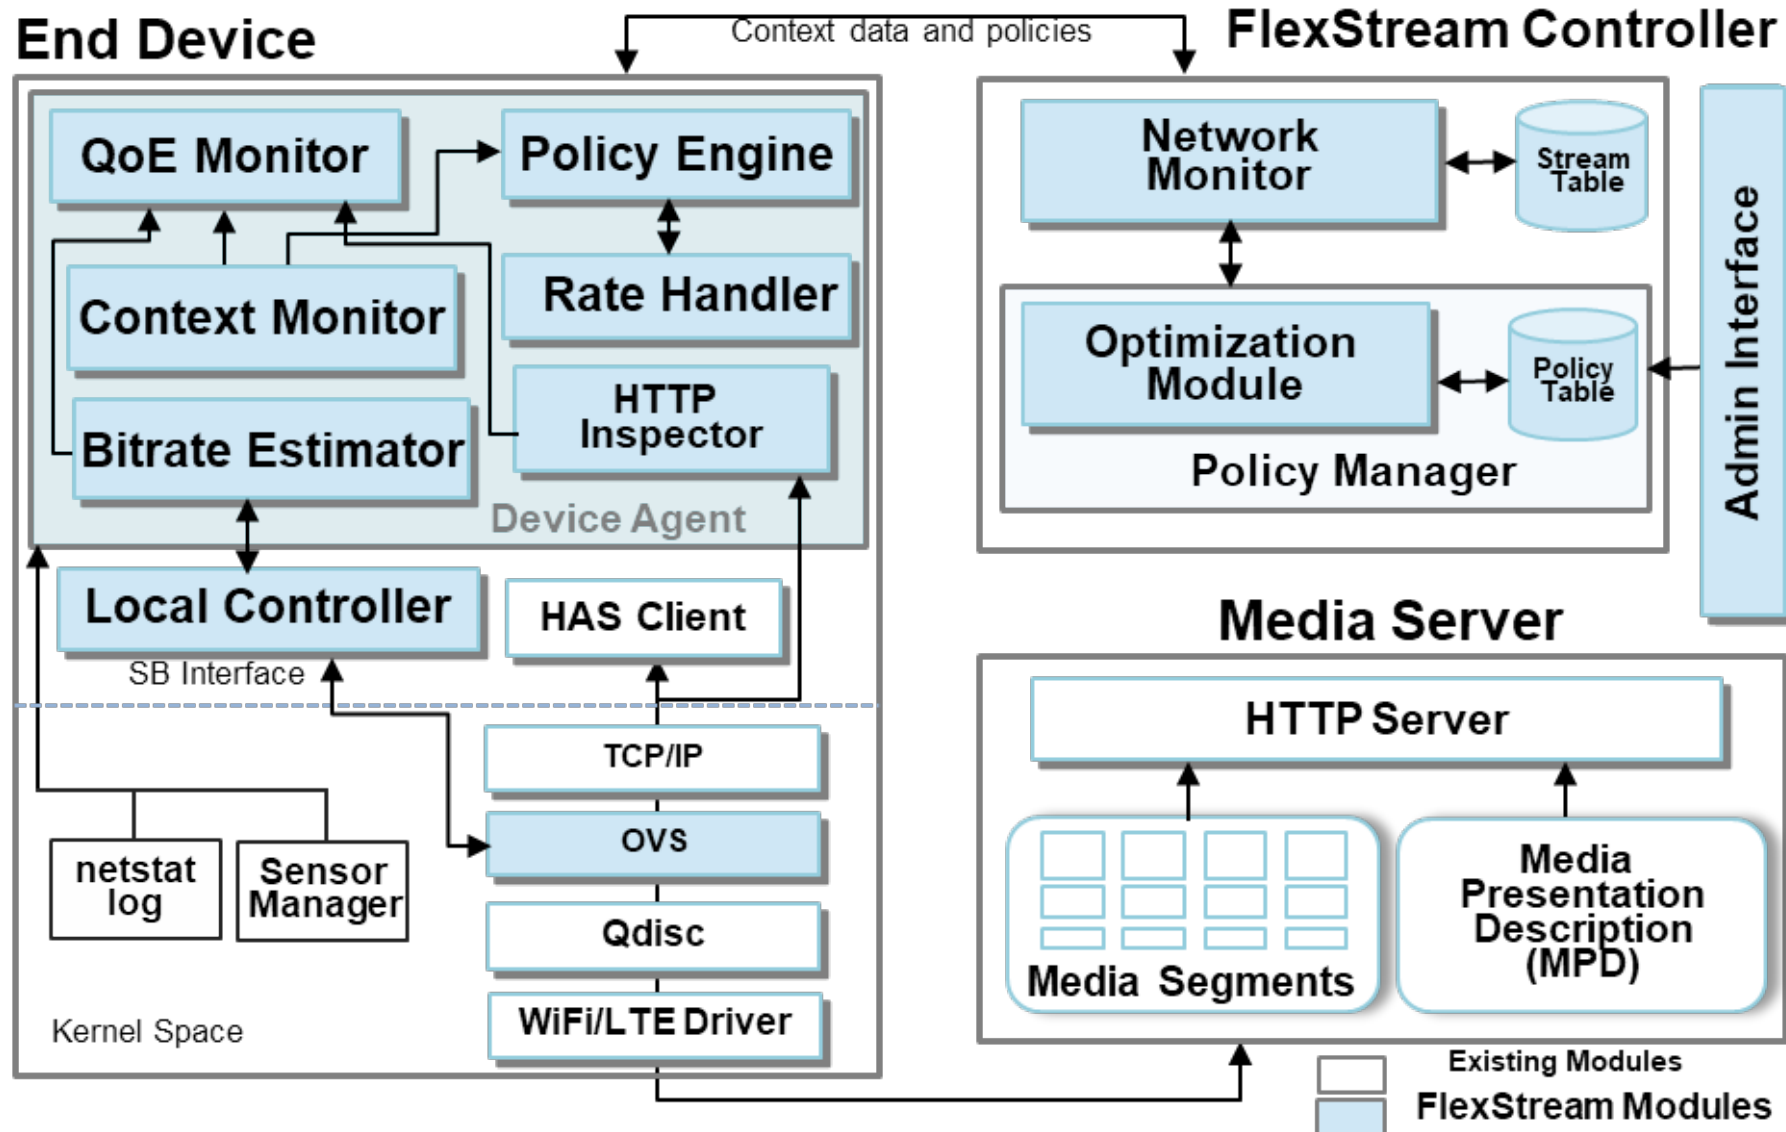 End Device
Context data and policies
FlexStream Controller
QoE Monitor
Policy Engine
Context Monitor
Rate Handler
HTTP
Inspector
Bitrate Estimator
Device Agent
Local Controller
SB Interface
HAS Client
TCP/IP
OVS
Qdisc
WiFi/LTE Driver
netstat
log
Sensor
Manager
Kernel Space
Network
Monitor
Stream
Table
Optimization
Module
Policy
Table
Policy Manager
Admin Interface
Media Server
HTTP Server
Media Segments
Media
Presentation
Description
(MPD)
Existing Modules
FlexStream Modules